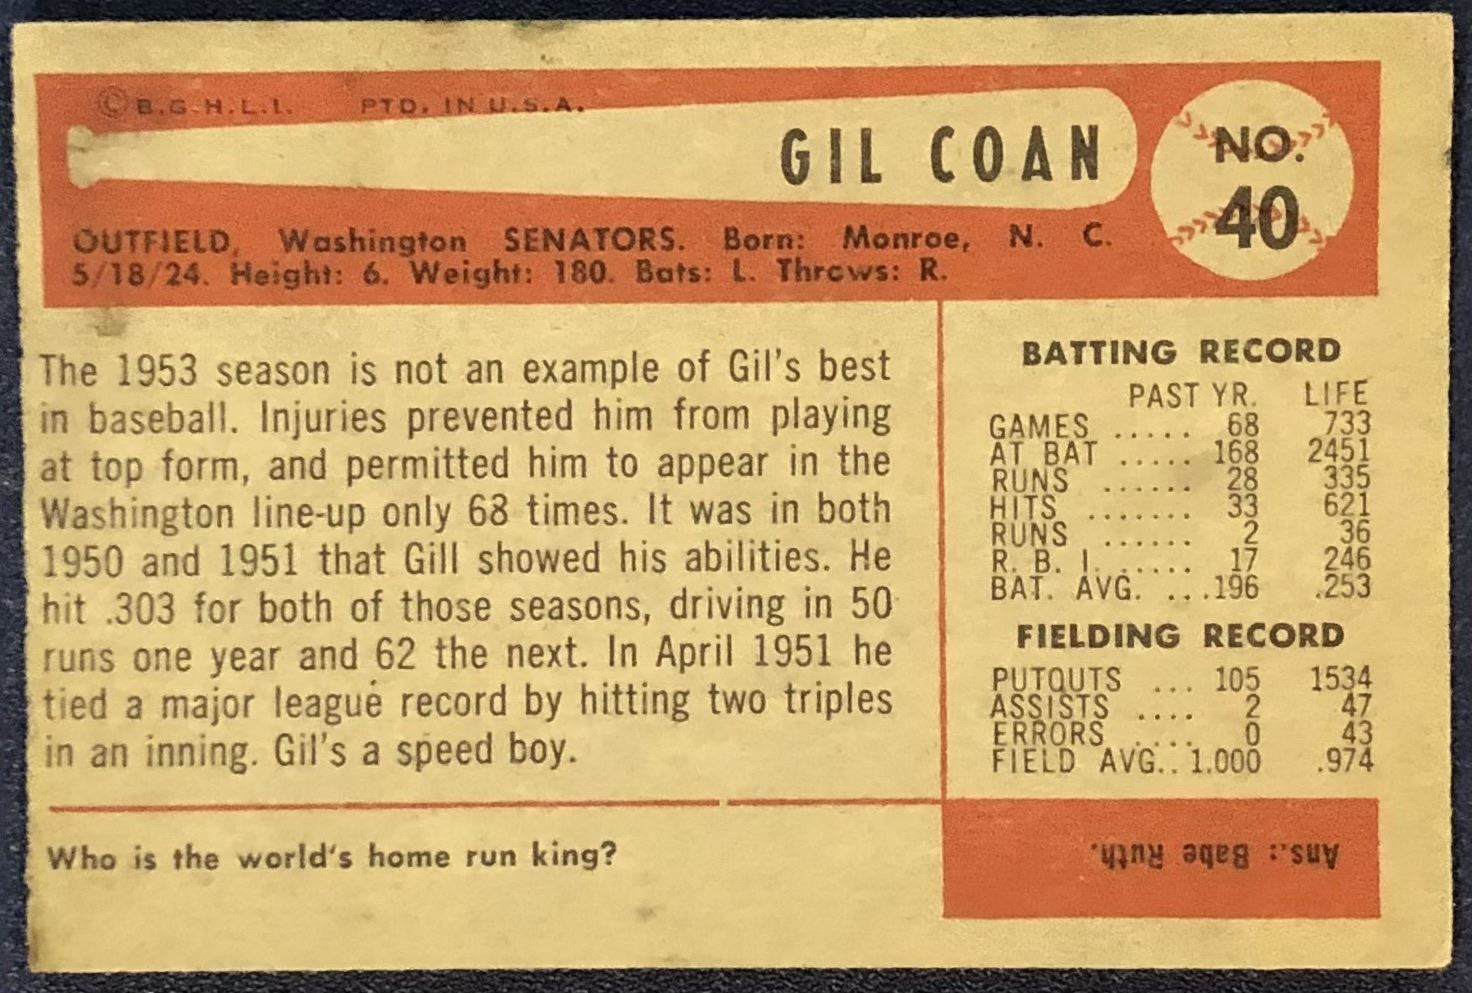 © B.G.H.L.I. PTD. IN U.S.A.
GIL COAN
NO.
40
OUTFIELD, Washington SENATORS. Born: Monroe, N. C.
5/18/24. Height: 6. Weight: 180. Bats: L. Throws: R.
The 1953 season is not an example of Gil's best
in baseball. Injuries prevented him from playing
at top form, and permitted him to appear in the
Washington line-up only 68 times. It was in both
1950 and 1951 that Gill showed his abilities. He
hit .303 for both of those seasons, driving in 50
runs one year and 62 the next. In April 1951 he
tied a major league record by hitting two triples
in an inning. Gil's a speed boy.
Who is the world's home run king?
BATTING RECORD
PAST YR. LIFE
GAMES ..... 68 733
AT BAT ..... 168 2451
RUNS ...... 28 335
HITS ....... 33 621
RUNS ...... 2 36
R. B. I. ..... 17 246
BAT. AVG. ... .196 .253
FIELDING RECORD
PUTOUTS ... 105 1534
ASSISTS .... 2 47
ERRORS ..... 0 43
FIELD AVG.. 1.000 .974
Ans.: Babe Ruth.